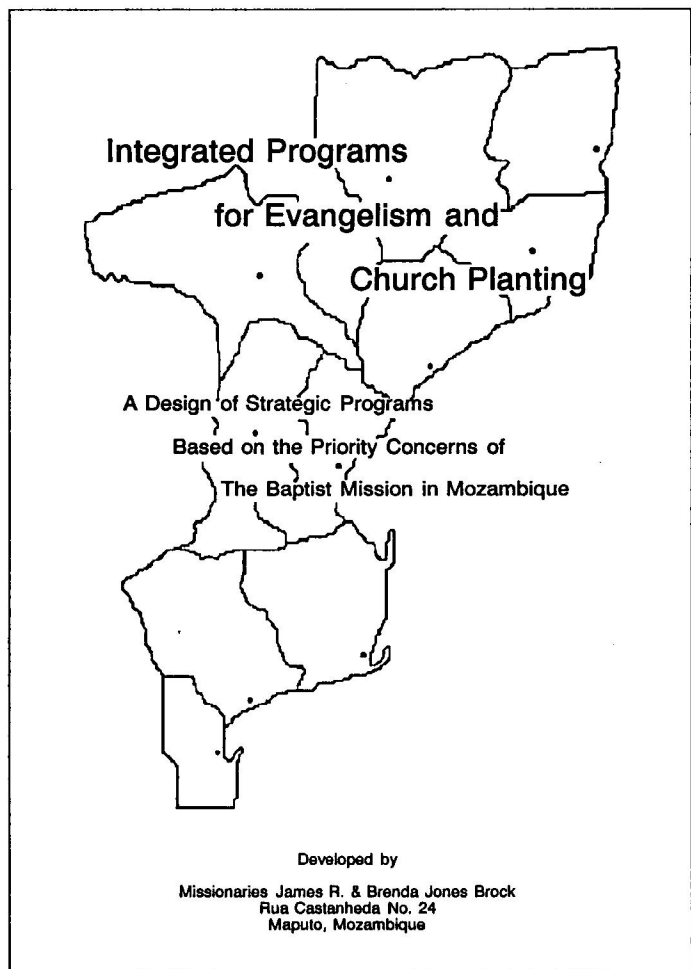 Integrated Programs
for Evangelism and
Church Planting
A Design of Strategic Programs
Based on the Priority Concerns of
The Baptist Mission in Mozambique
Developed by
Missionaries James R. & Brenda Jones Brock
Rua Castanheda No. 24
Maputo, Mozambique